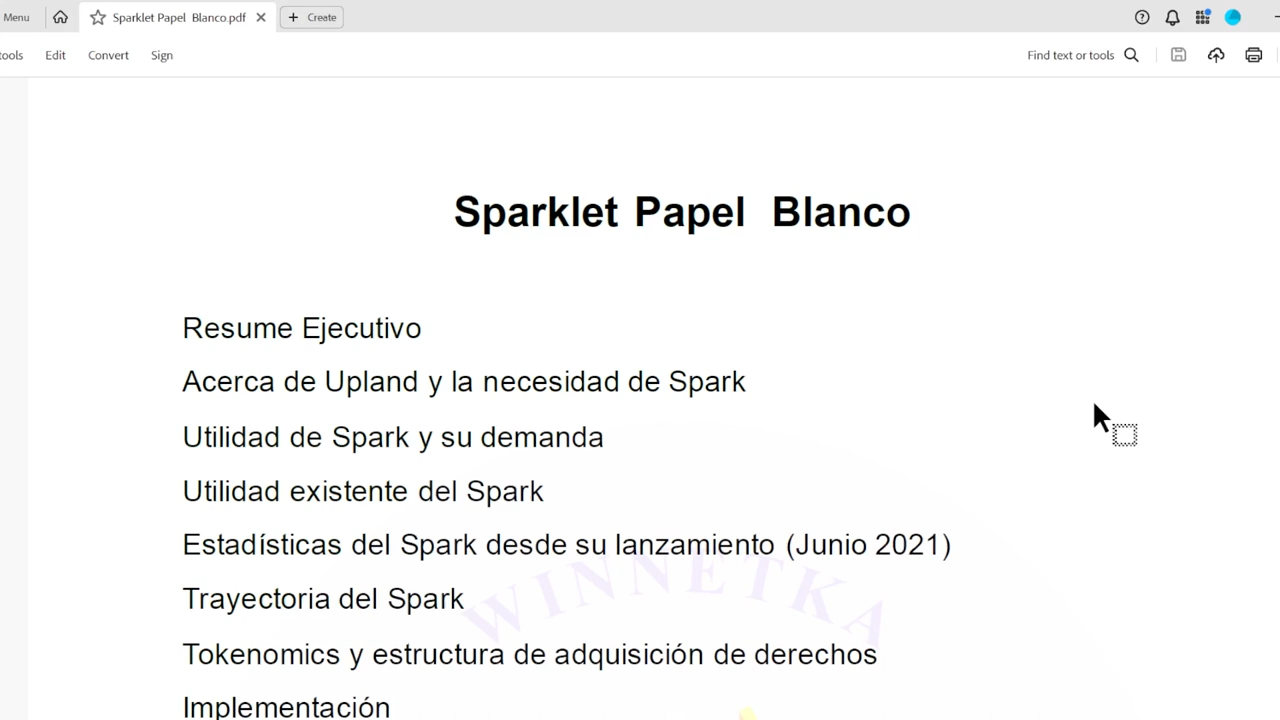 Menu Sparklet Papel Blanco.pdf Create
ools Edit Convert Sign Find text or tools
Sparklet Papel Blanco
Resume Ejecutivo
Acerca de Upland y la necesidad de Spark
Utilidad de Spark y su demanda
Utilidad existente del Spark
Estadísticas del Spark desde su lanzamiento (Junio 2021)
Trayectoria del Spark
WINNETKA
Tokenomics y estructura de adquisición de derechos
Implementación